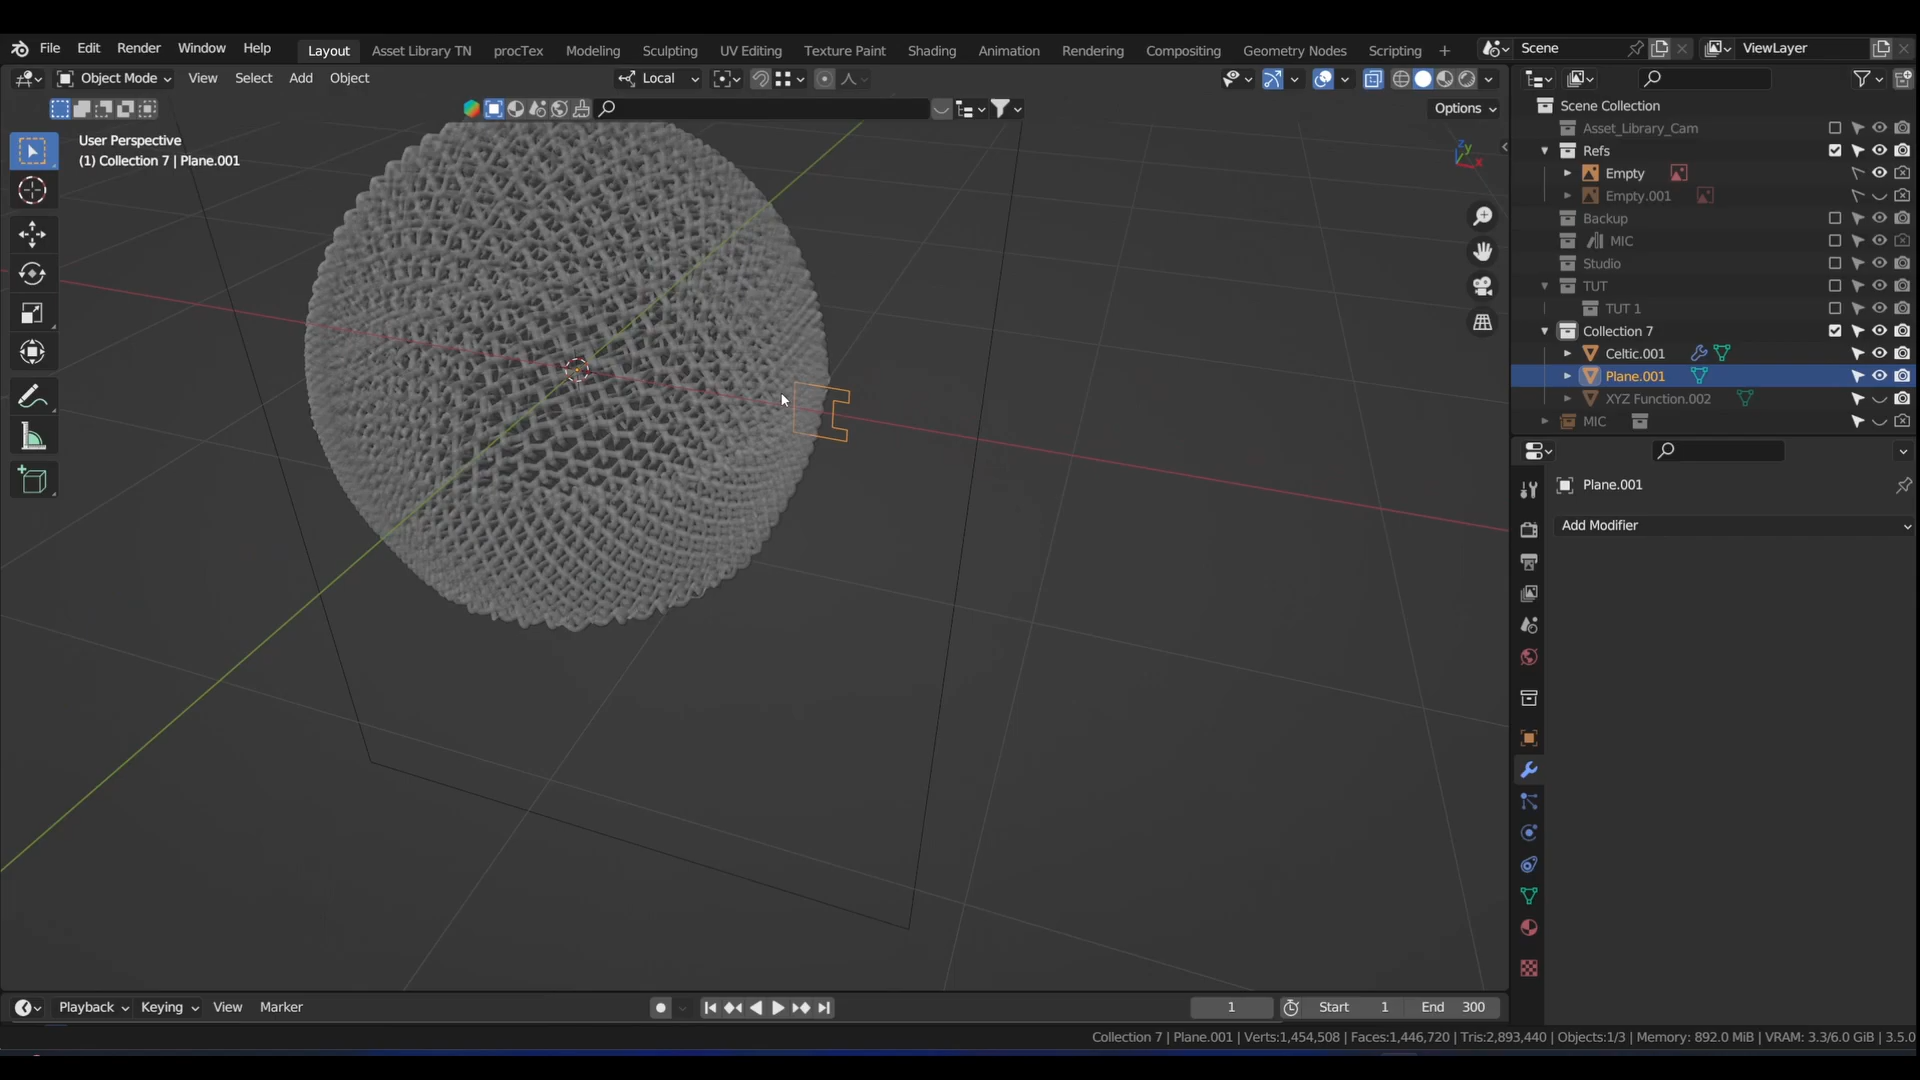 File Edit Render Window Help Layout Asset Library TN procTex Modeling Sculpting UV Editing Texture Paint Shading Animation Rendering Compositing Geometry Nodes Scripting + Scene ViewLayer
Object Mode View Select Add Object Local
Options
User Perspective
(1) Collection 7 | Plane.001
Z Y X
Scene Collection
Asset_Library_Cam
Refs
Empty
Empty.001
Backup
MIC
Studio
TUT
TUT 1
Collection 7
Celtic.001
Plane.001
XYZ Function.002
MIC
Plane.001
Add Modifier
Playback Keying View Marker 1 Start 1 End 300
Collection 7 | Plane.001 | Verts:1,454,508 | Faces:1,446,720 | Tris:2,893,440 | Objects:1/3 | Memory: 892.0 MiB | VRAM: 3.3/6.0 GiB | 3.5.0